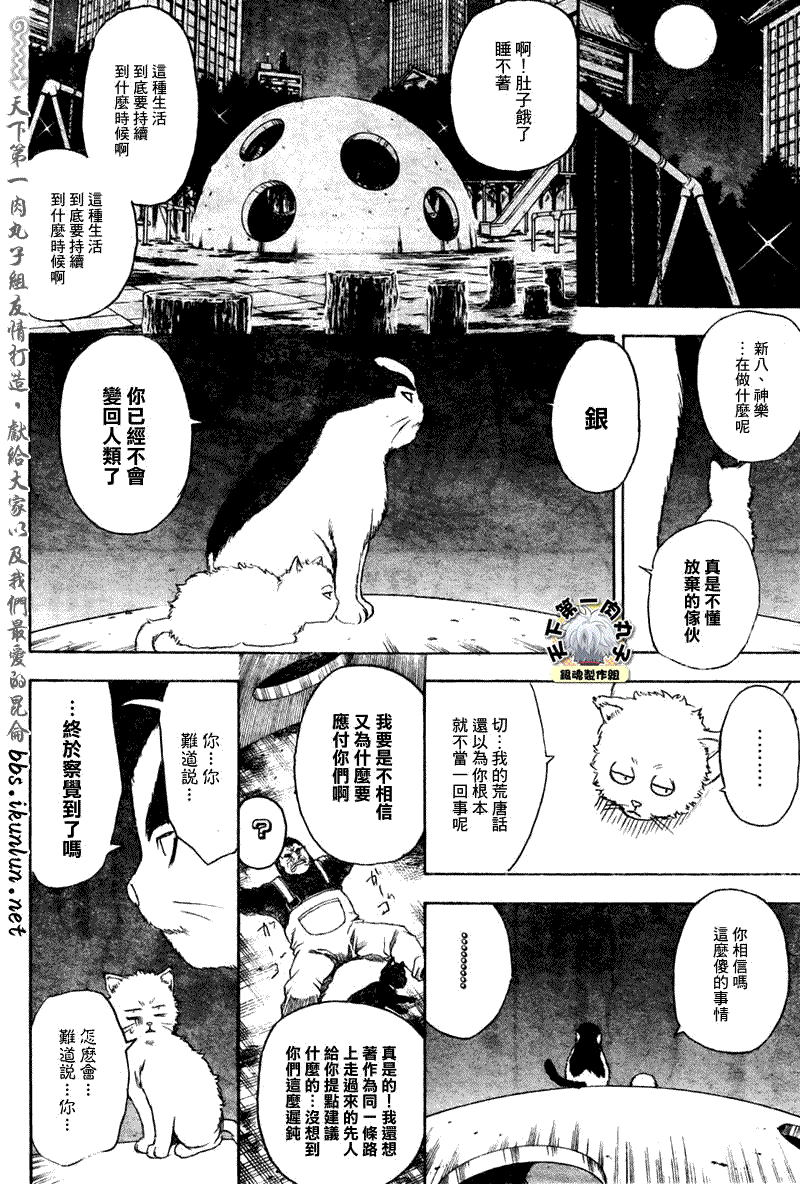 啊！肚子餓了
睡不著
這種生活
到底要持續
到什麼時候啊
這種生活
到底要持續
到什麼時候啊
新八、神樂
…在做什麼呢
真是不懂
放棄的傢伙
銀
你已經不會
變回人類了
……
切…我的荒唐話
還以為你根本
就不當一回事呢
你相信嗎
這麼傻的事情
………
我要是不相信
又為什麼要
應付你們啊
？
真是的！我還想
著作為同一條路
上走過來的先人
給你提點建議
什麼的…沒想到
你們這麼遲鈍
你…你
難道說…
…終於察覺到了嗎
怎麼會…
難道說…你…
天下第一肉丸子
銀魂製作組
天下第一肉丸子組友情打造，獻給大家以及我們最愛的昆侖 bbs.ikunlun.net